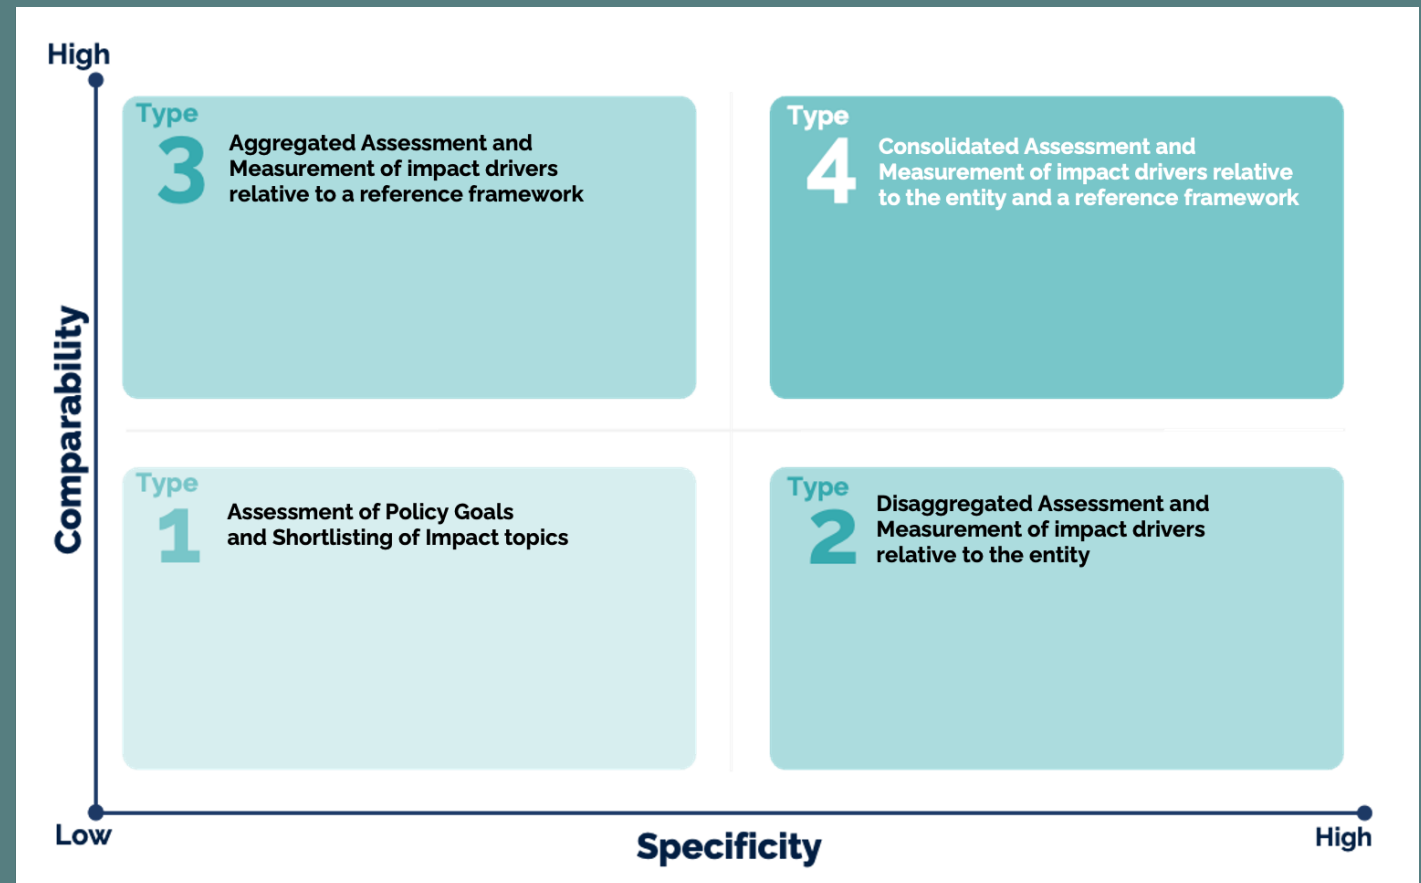 High
Type
3
Aggregated Assessment and
Measurement of impact drivers
relative to a reference framework
Type
4
Consolidated Assessment and
Measurement of impact drivers relative
to the entity and a reference framework
Comparability
Type
1
Assessment of Policy Goals
and Shortlisting of Impact topics
Type
2
Disaggregated Assessment and
Measurement of impact drivers
relative to the entity
Low
Specificity
High